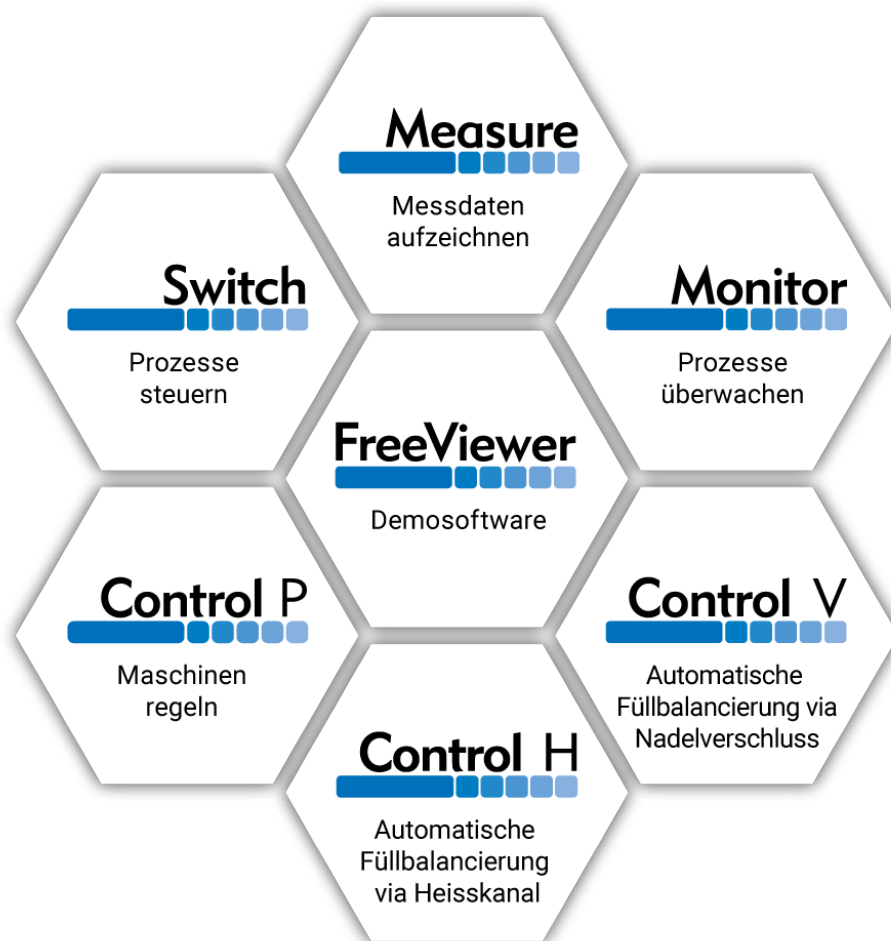 Measure
Messdaten
aufzeichnen
Switch
Prozesse
steuern
Monitor
Prozesse
überwachen
FreeViewer
Demosoftware
Control P
Maschinen
regeln
Control V
Automatische
Füllbalancierung via
Nadelverschluss
Control H
Automatische
Füllbalancierung
via Heisskanal